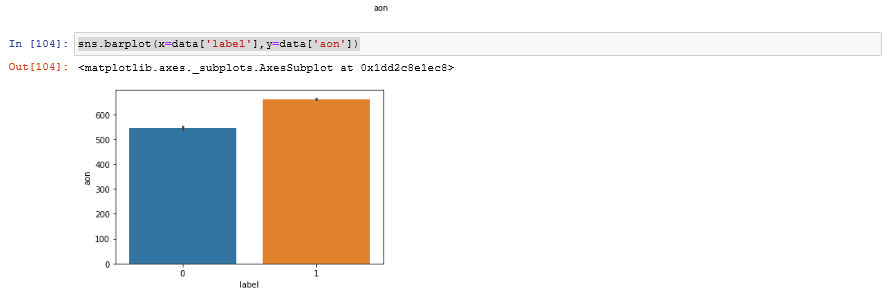 aon
In [104]: sns.barplot(x=data['label'],y=data['aon'])
Out[104]: <matplotlib.axes._subplots.AxesSubplot at 0x1dd2c8e1ec8>
600
500
400
300
200
100
0
aon
0 1
label